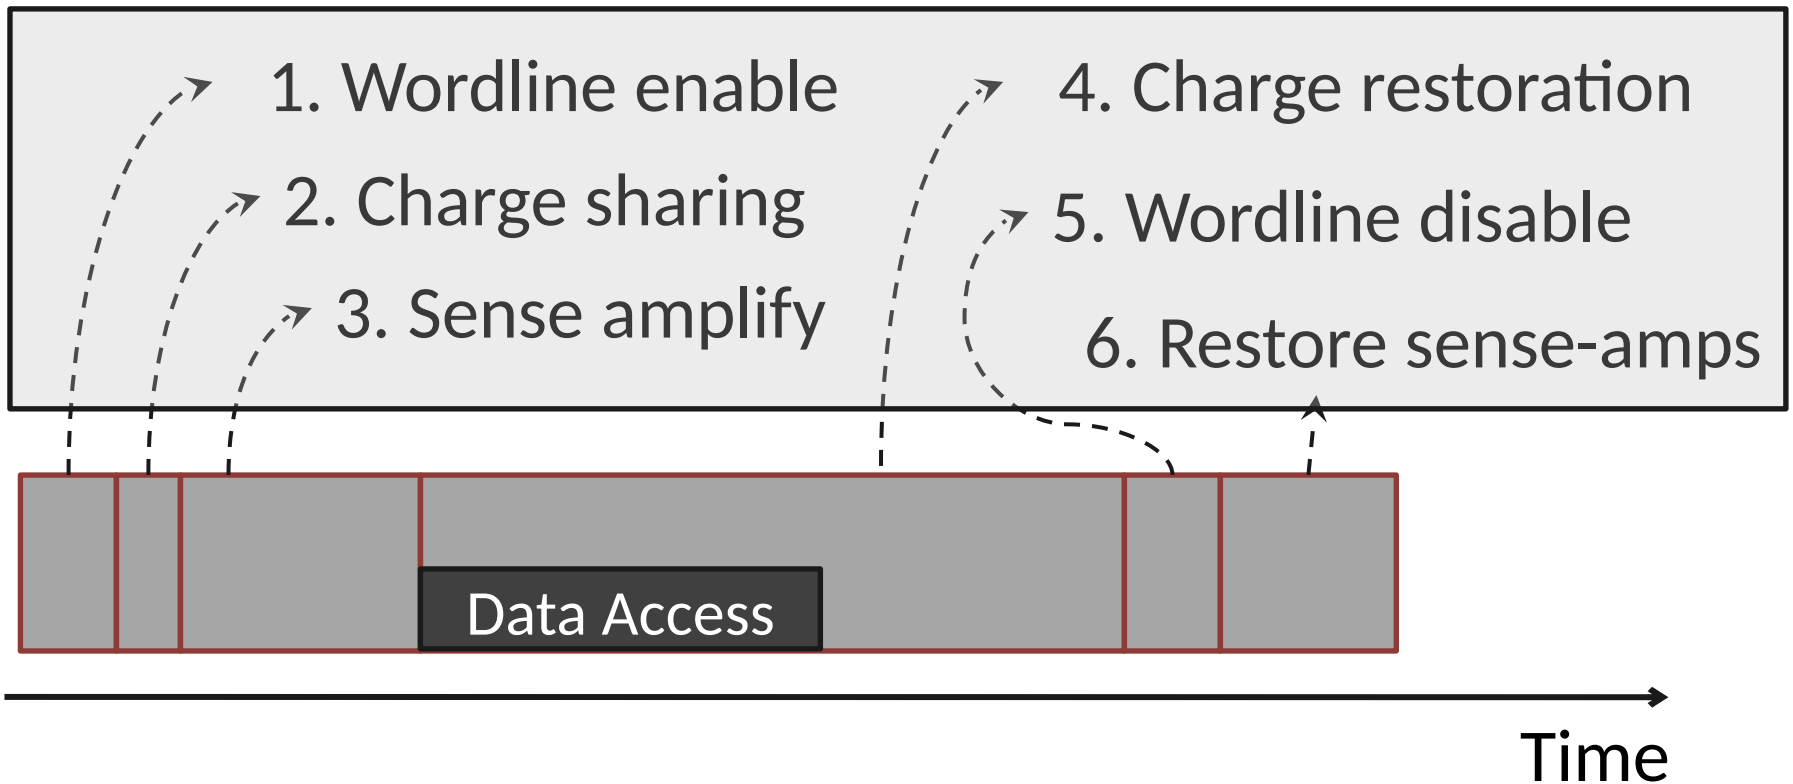 1. Wordline enable
2. Charge sharing
3. Sense amplify
4. Charge restoration
5. Wordline disable
6. Restore sense-amps
Data Access
Time